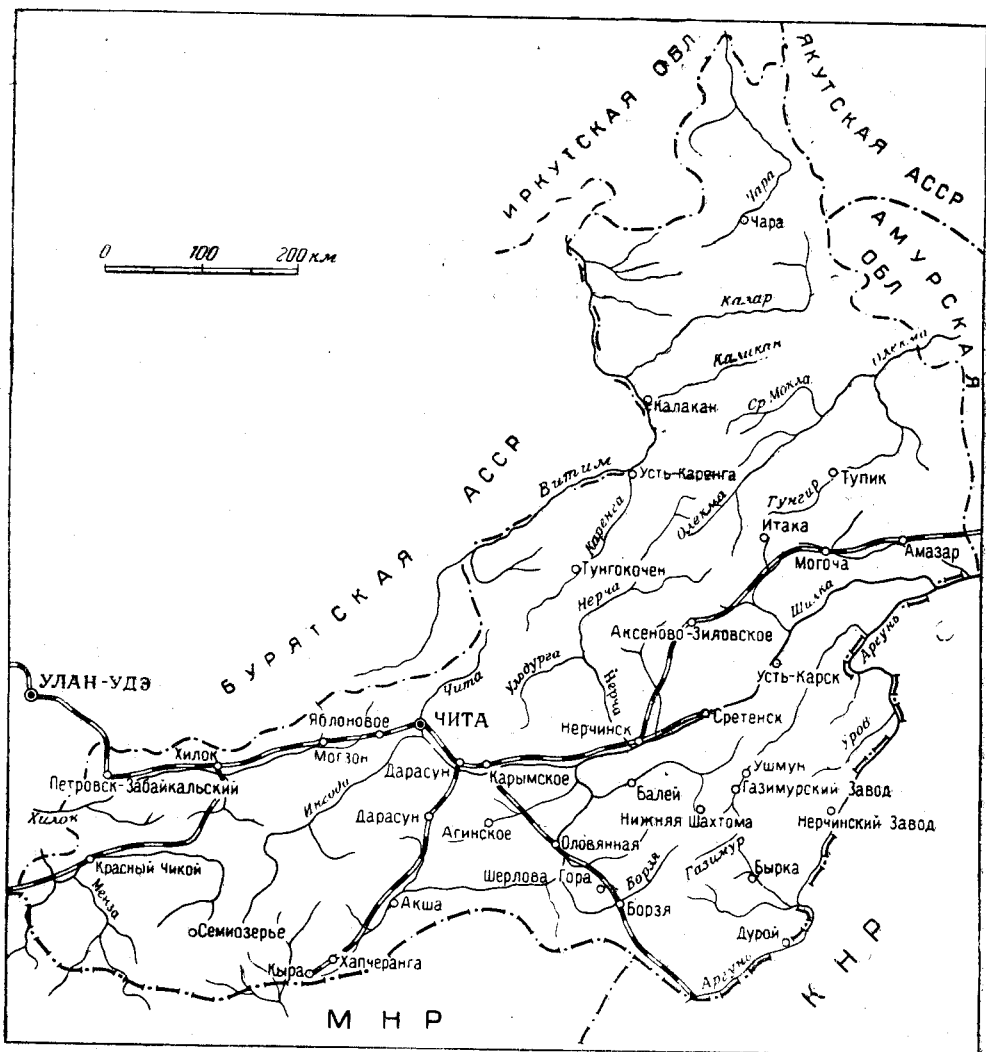 ИРКУТСКАЯ ОБЛ
ЯКУТСКАЯ АССР
АМУРСКАЯ
ОБЛ
0 100 200 км
Чара
Чара
Калар
Каликан
Олекма
Ср Мокла
Калакан
БУРЯТСКАЯ АССР
Витим
Усть-Каренга
Каренга
Олекма
Тунгир
Тупик
Итака
Могоча
Амазар
Тунгокочен
Нерча
Шилка
Аксеново-Зиловское
Аргунь
Ульдурга
Нерча
Усть-Карск
УЛАН-УДЭ
Чита
Яблоновое
ЧИТА
Сретенск
Нерчинск
Уров
Хилок
Могзон
Дарасун
Карымское
Ушмун
Петровск-Забайкальский
Балей
Газимурский Завод
Ингода
Дарасун
Агинское
Нижняя Шахтома
Нерчинский Завод
Хилок
Оловянная
Красный Чикой
Шерлова Гора
Борзя
Газимур
Бырка
Менза
Акша
Борзя
Семиозерье
Дурой
Хапчеранга
Кыра
Аргунь
МНР
КНР